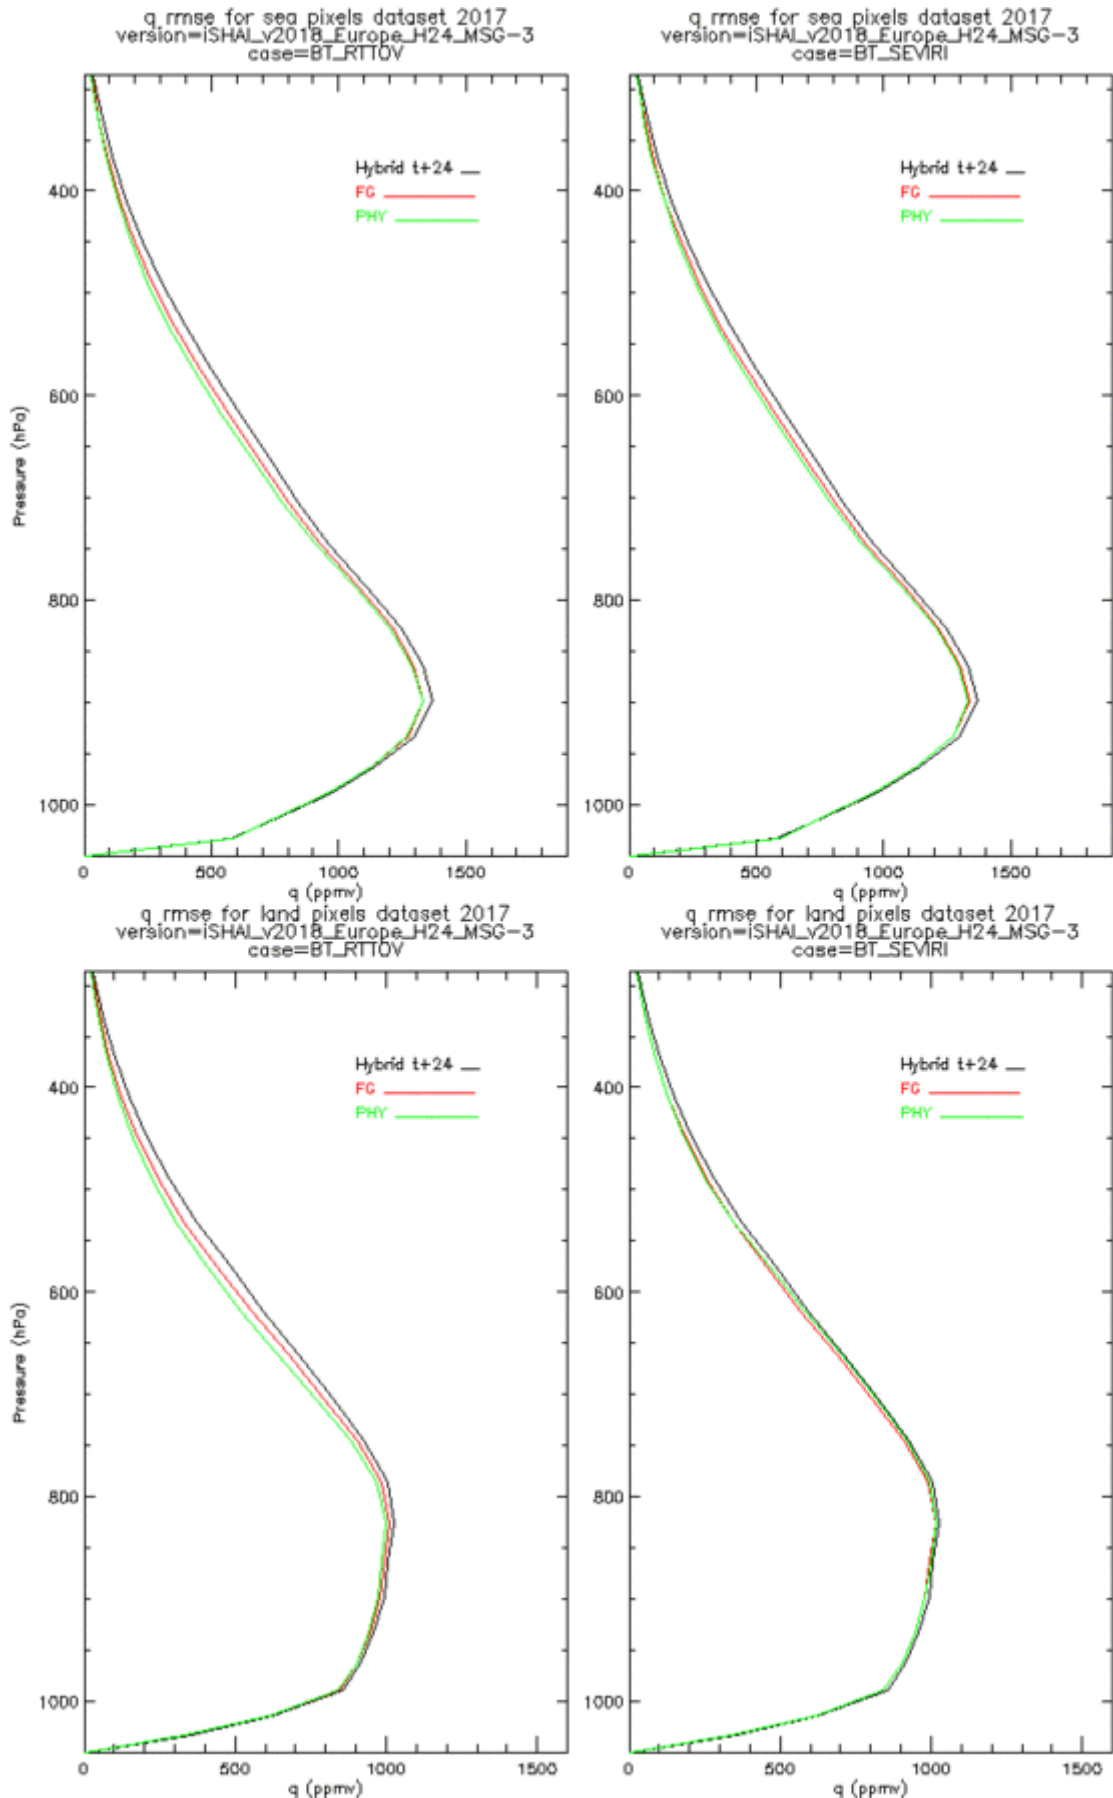 q rmse for sea pixels dataset 2017
version=iSHAI_v2018_Europe_H24_MSG-3
case=BT_RTTOV
Hybrid t+24
FG
PHY
400
600
800
1000
Pressure (hPa)
0 500 1000 1500
q (ppmv)
q rmse for sea pixels dataset 2017
version=iSHAI_v2018_Europe_H24_MSG-3
case=BT_SEVIRI
Hybrid t+24
FG
PHY
400
600
800
1000
0 500 1000 1500
q (ppmv)
q rmse for land pixels dataset 2017
version=iSHAI_v2018_Europe_H24_MSG-3
case=BT_RTTOV
Hybrid t+24
FG
PHY
400
600
800
1000
Pressure (hPa)
0 500 1000 1500
q (ppmv)
q rmse for land pixels dataset 2017
version=iSHAI_v2018_Europe_H24_MSG-3
case=BT_SEVIRI
Hybrid t+24
FG
PHY
400
600
800
1000
0 500 1000 1500
q (ppmv)